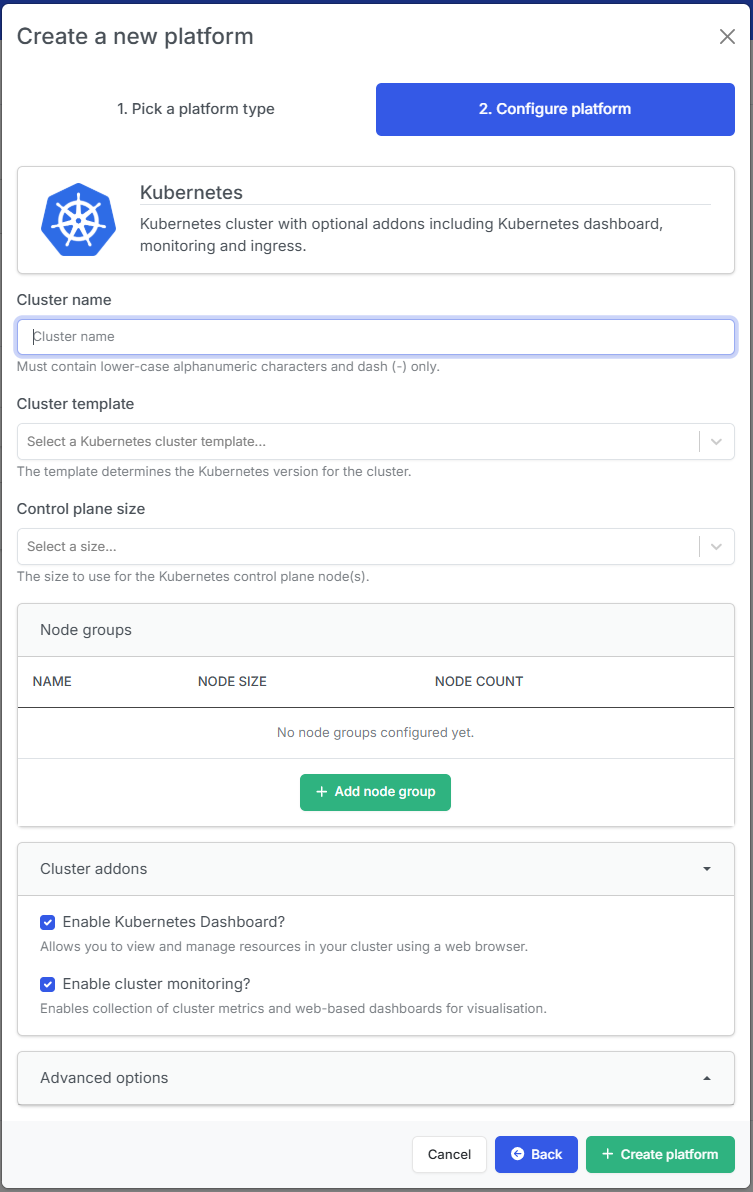 Create a new platform
1. Pick a platform type
2. Configure platform
Kubernetes
Kubernetes cluster with optional addons including Kubernetes dashboard,
monitoring and ingress.
Cluster name
Cluster name
Must contain lower-case alphanumeric characters and dash (-) only.
Cluster template
Select a Kubernetes cluster template...
The template determines the Kubernetes version for the cluster.
Control plane size
Select a size...
The size to use for the Kubernetes control plane node(s).
Node groups
NAME NODE SIZE NODE COUNT
No node groups configured yet.
+ Add node group
Cluster addons
Enable Kubernetes Dashboard?
Allows you to view and manage resources in your cluster using a web browser.
Enable cluster monitoring?
Enables collection of cluster metrics and web-based dashboards for visualisation.
Advanced options
Cancel Back + Create platform